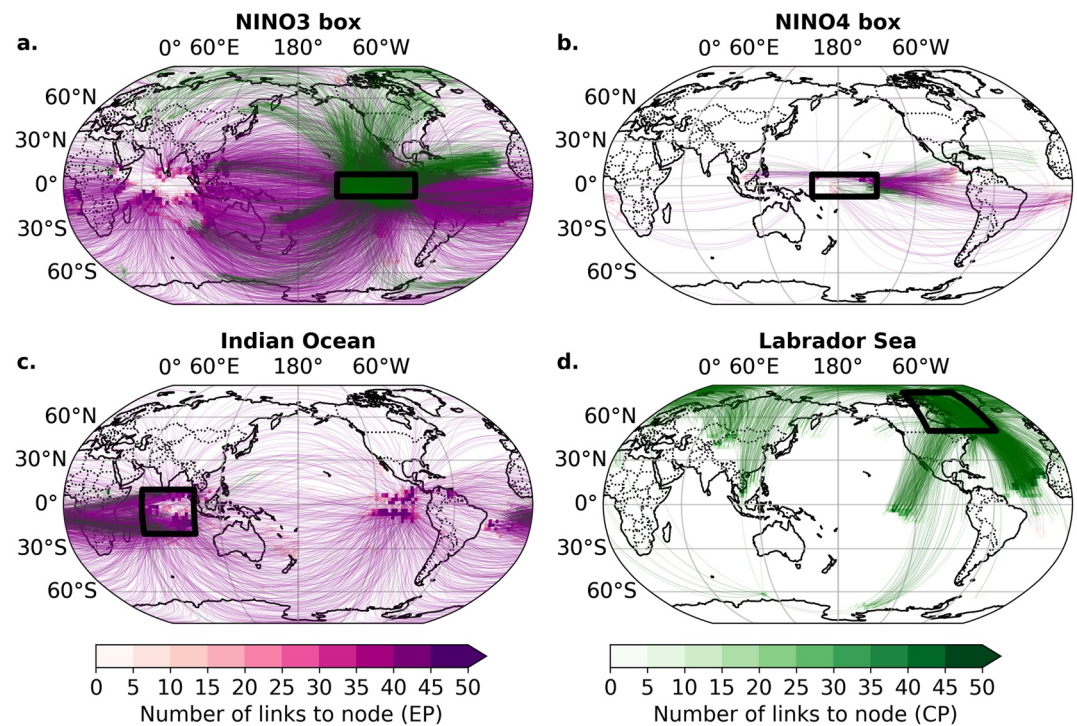 NINO3 box
a.
0° 60°E 180° 60°W
60°N
30°N
0°
30°S
60°S
NINO4 box
b.
0° 60°E 180° 60°W
60°N
30°N
0°
30°S
60°S
Indian Ocean
c.
0° 60°E 180° 60°W
60°N
30°N
0°
30°S
60°S
Labrador Sea
d.
0° 60°E 180° 60°W
60°N
30°N
0°
30°S
60°S
0 5 10 15 20 25 30 35 40 45 50
Number of links to node (EP)
0 5 10 15 20 25 30 35 40 45 50
Number of links to node (CP)